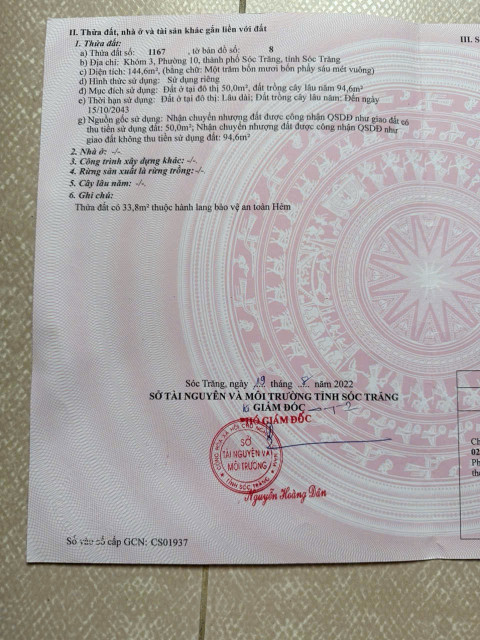 II. Thửa đất, nhà ở và tài sản khác gắn liền với đất
1. Thửa đất:
a) Thửa đất số: 1167 , tờ bản đồ số: 8
b) Địa chỉ: Khóm 3, Phường 10, thành phố Sóc Trăng, tỉnh Sóc Trăng
c) Diện tích: 144,6m², (bằng chữ: Một trăm bốn mươi bốn phẩy sáu mét vuông)
d) Hình thức sử dụng: Sử dụng riêng
đ) Mục đích sử dụng: Đất ở tại đô thị 50,0m², đất trồng cây lâu năm 94,6m²
e) Thời hạn sử dụng: Đất ở tại đô thị: Lâu dài; Đất trồng cây lâu năm: Đến ngày
15/10/2043
g) Nguồn gốc sử dụng: Nhận chuyển nhượng đất được công nhận QSDĐ như giao đất có
thu tiền sử dụng đất: 50,0m²; Nhận chuyển nhượng đất được công nhận QSDĐ như
giao đất không thu tiền sử dụng đất: 94,6m²
2. Nhà ở: -/-
3. Công trình xây dựng khác: -/-
4. Rừng sản xuất là rừng trồng: -/-
5. Cây lâu năm: -/-
6. Ghi chú:
Thửa đất có 33,8m² thuộc hành lang bảo vệ an toàn Hẻm
III. S
Sóc Trăng, ngày 19 tháng 8 năm 2022
SỞ TÀI NGUYÊN VÀ MÔI TRƯỜNG TỈNH SÓC TRĂNG
GIÁM ĐỐC
PHÓ GIÁM ĐỐC
SỞ
TÀI NGUYÊN VÀ
MÔI TRƯỜNG
TỈNH SÓC TRĂNG
Nguyễn Hoàng Dân
Số vào sổ cấp GCN: CS01937
Ch
02
Ph
the